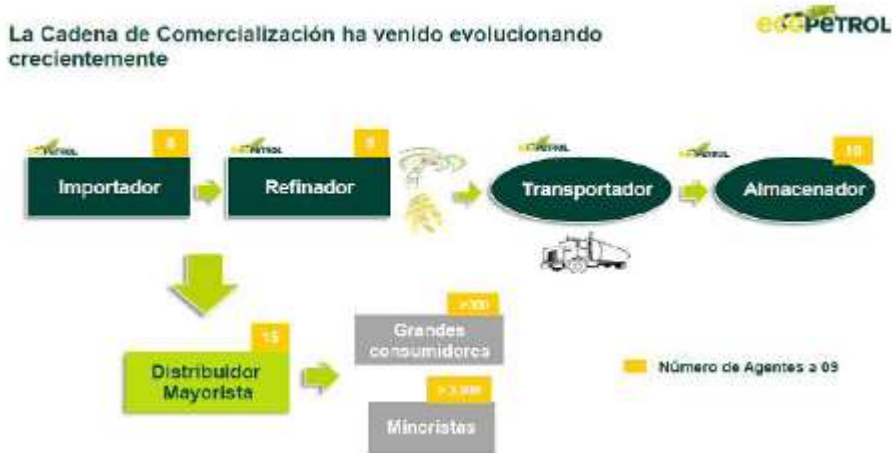 La Cadena de Comercialización ha venido evolucionando
crecientemente
ecoPETROL
Importador
Refinador
Transportador
10
Almacenador
15
Distribuidor
Mayorista
Grandes
consumidores
Minoristas
Número de Agentes a 09